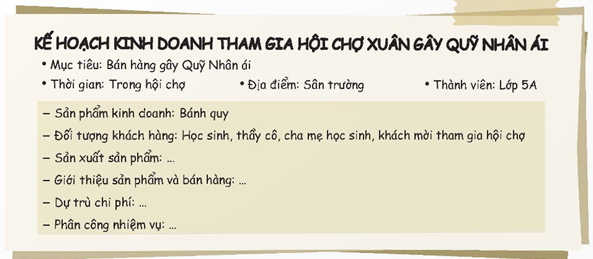 KẾ HOẠCH KINH DOANH THAM GIA HỘI CHỢ XUÂN GÂY QUỸ NHÂN ÁI
• Mục tiêu: Bán hàng gây Quỹ Nhân ái
• Thời gian: Trong hội chợ • Địa điểm: Sân trường • Thành viên: Lớp 5A
– Sản phẩm kinh doanh: Bánh quy
– Đối tượng khách hàng: Học sinh, thầy cô, cha mẹ học sinh, khách mời tham gia hội chợ
– Sản xuất sản phẩm: ...
– Giới thiệu sản phẩm và bán hàng: ...
– Dự trù chi phí: ...
– Phân công nhiệm vụ: ...